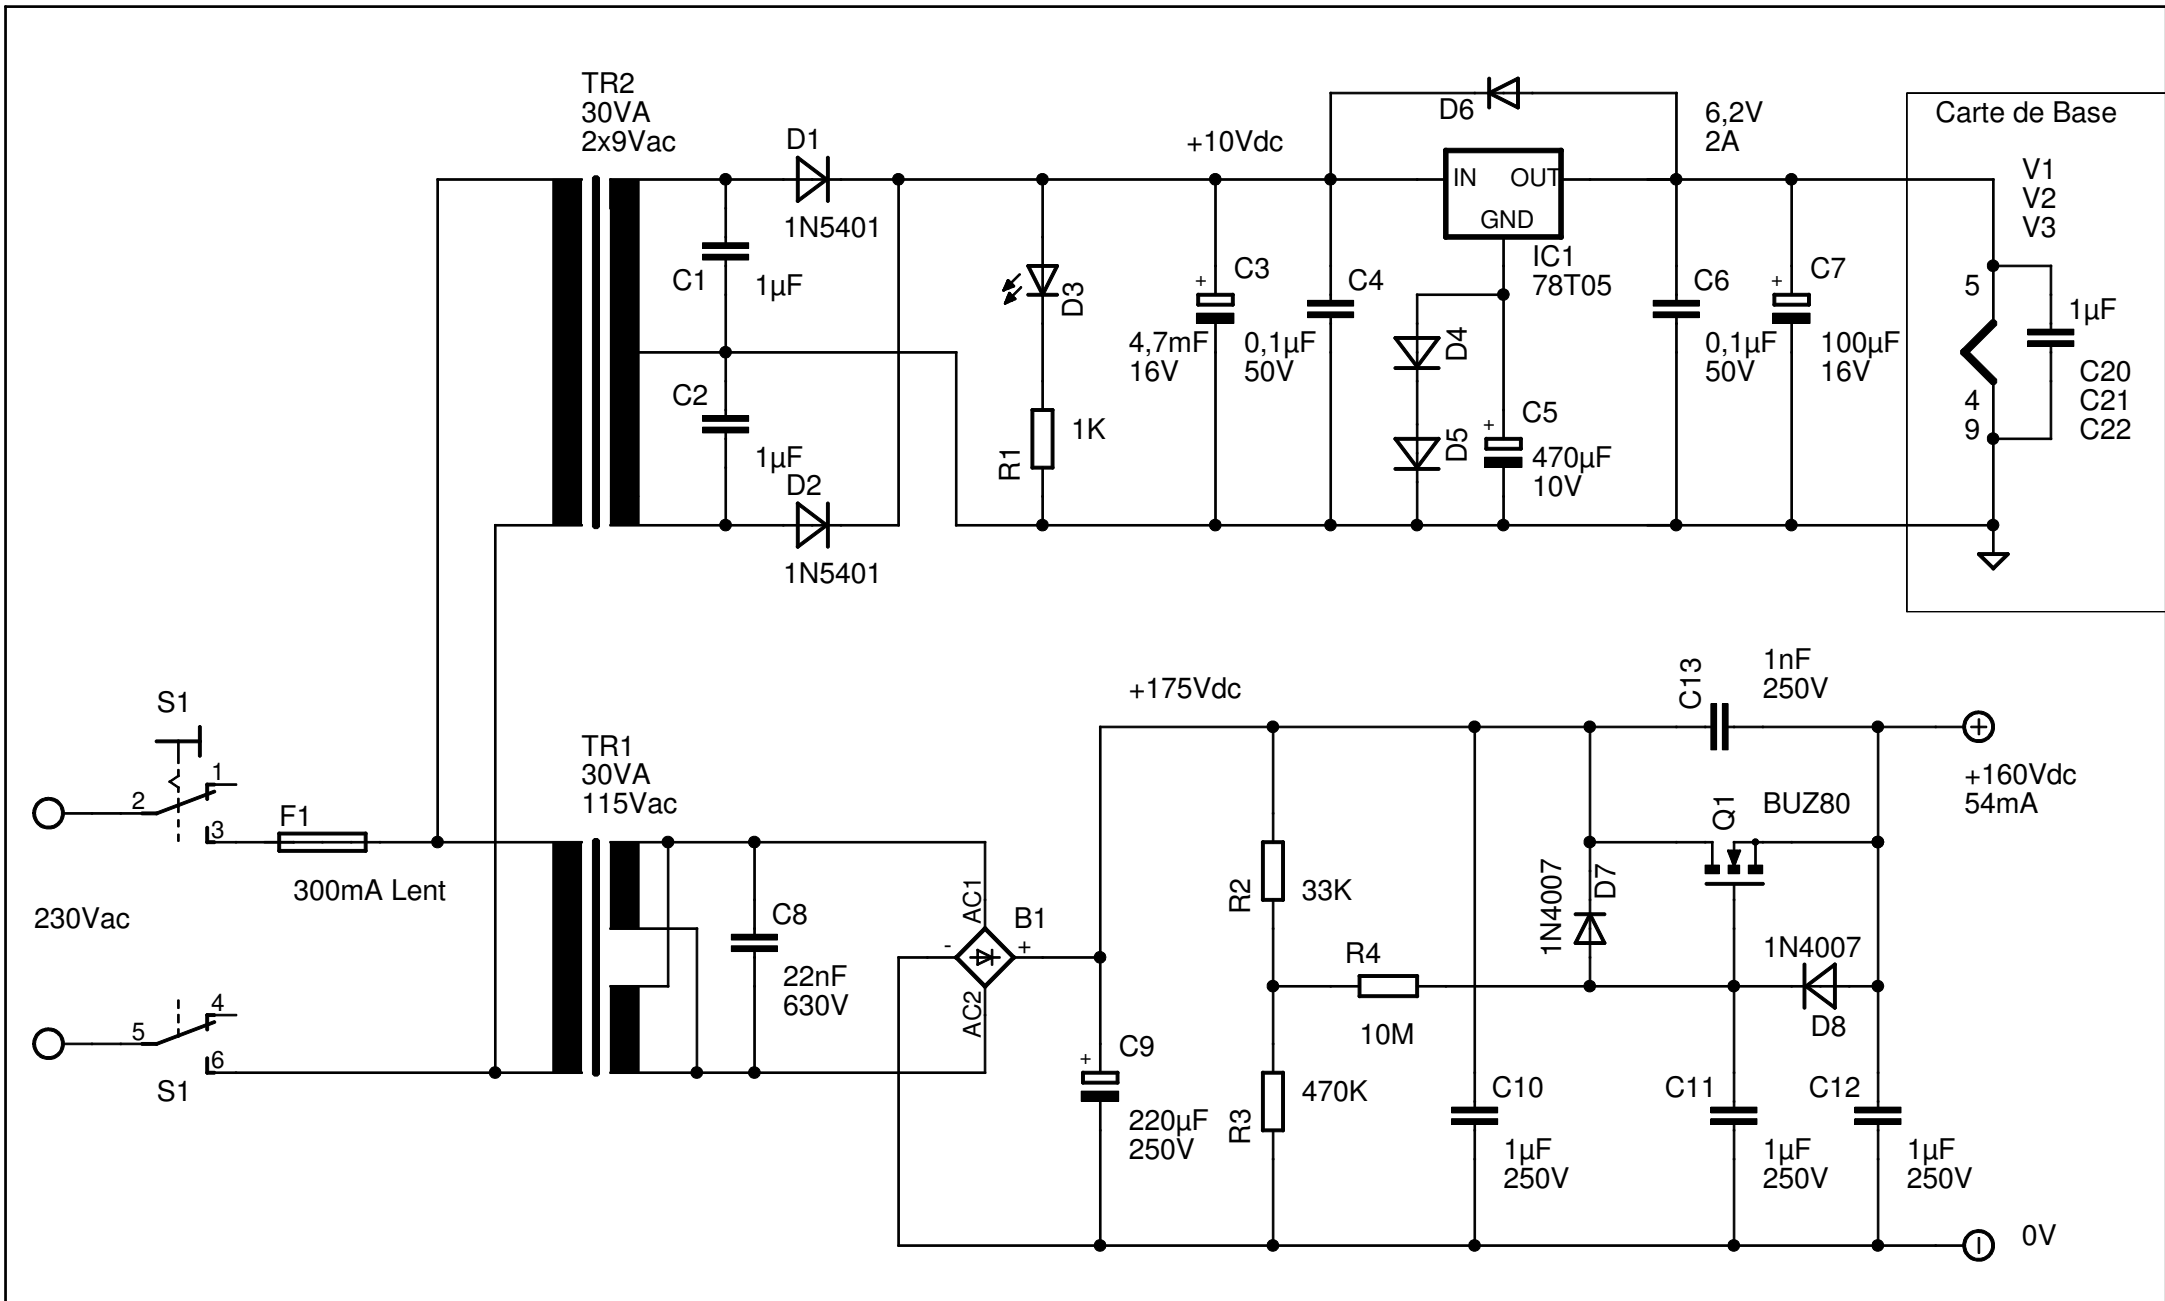 TR2
30VA
2x9Vac
D1
1N5401
C1
1µF
C2
1µF
D2
1N5401
D3
R1
1K
+10Vdc
C3
+
4,7mF
16V
C4
0,1µF
50V
D6
IN
OUT
GND
IC1
78T05
D4
D5
C5
+
470µF
10V
6,2V
2A
C6
0,1µF
50V
C7
+
100µF
16V
Carte de Base
V1
V2
V3
5
4
9
1µF
C20
C21
C22
S1
1
2
3
F1
300mA Lent
230Vac
4
5
6
S1
TR1
30VA
115Vac
C8
22nF
630V
AC1
AC2
B1
-
+
+175Vdc
C9
+
220µF
250V
R2
33K
R3
470K
R4
10M
C10
1µF
250V
1N4007
D7
C13
1nF
250V
Q1
BUZ80
1N4007
D8
C11
1µF
250V
C12
1µF
250V
+160Vdc
54mA
0V